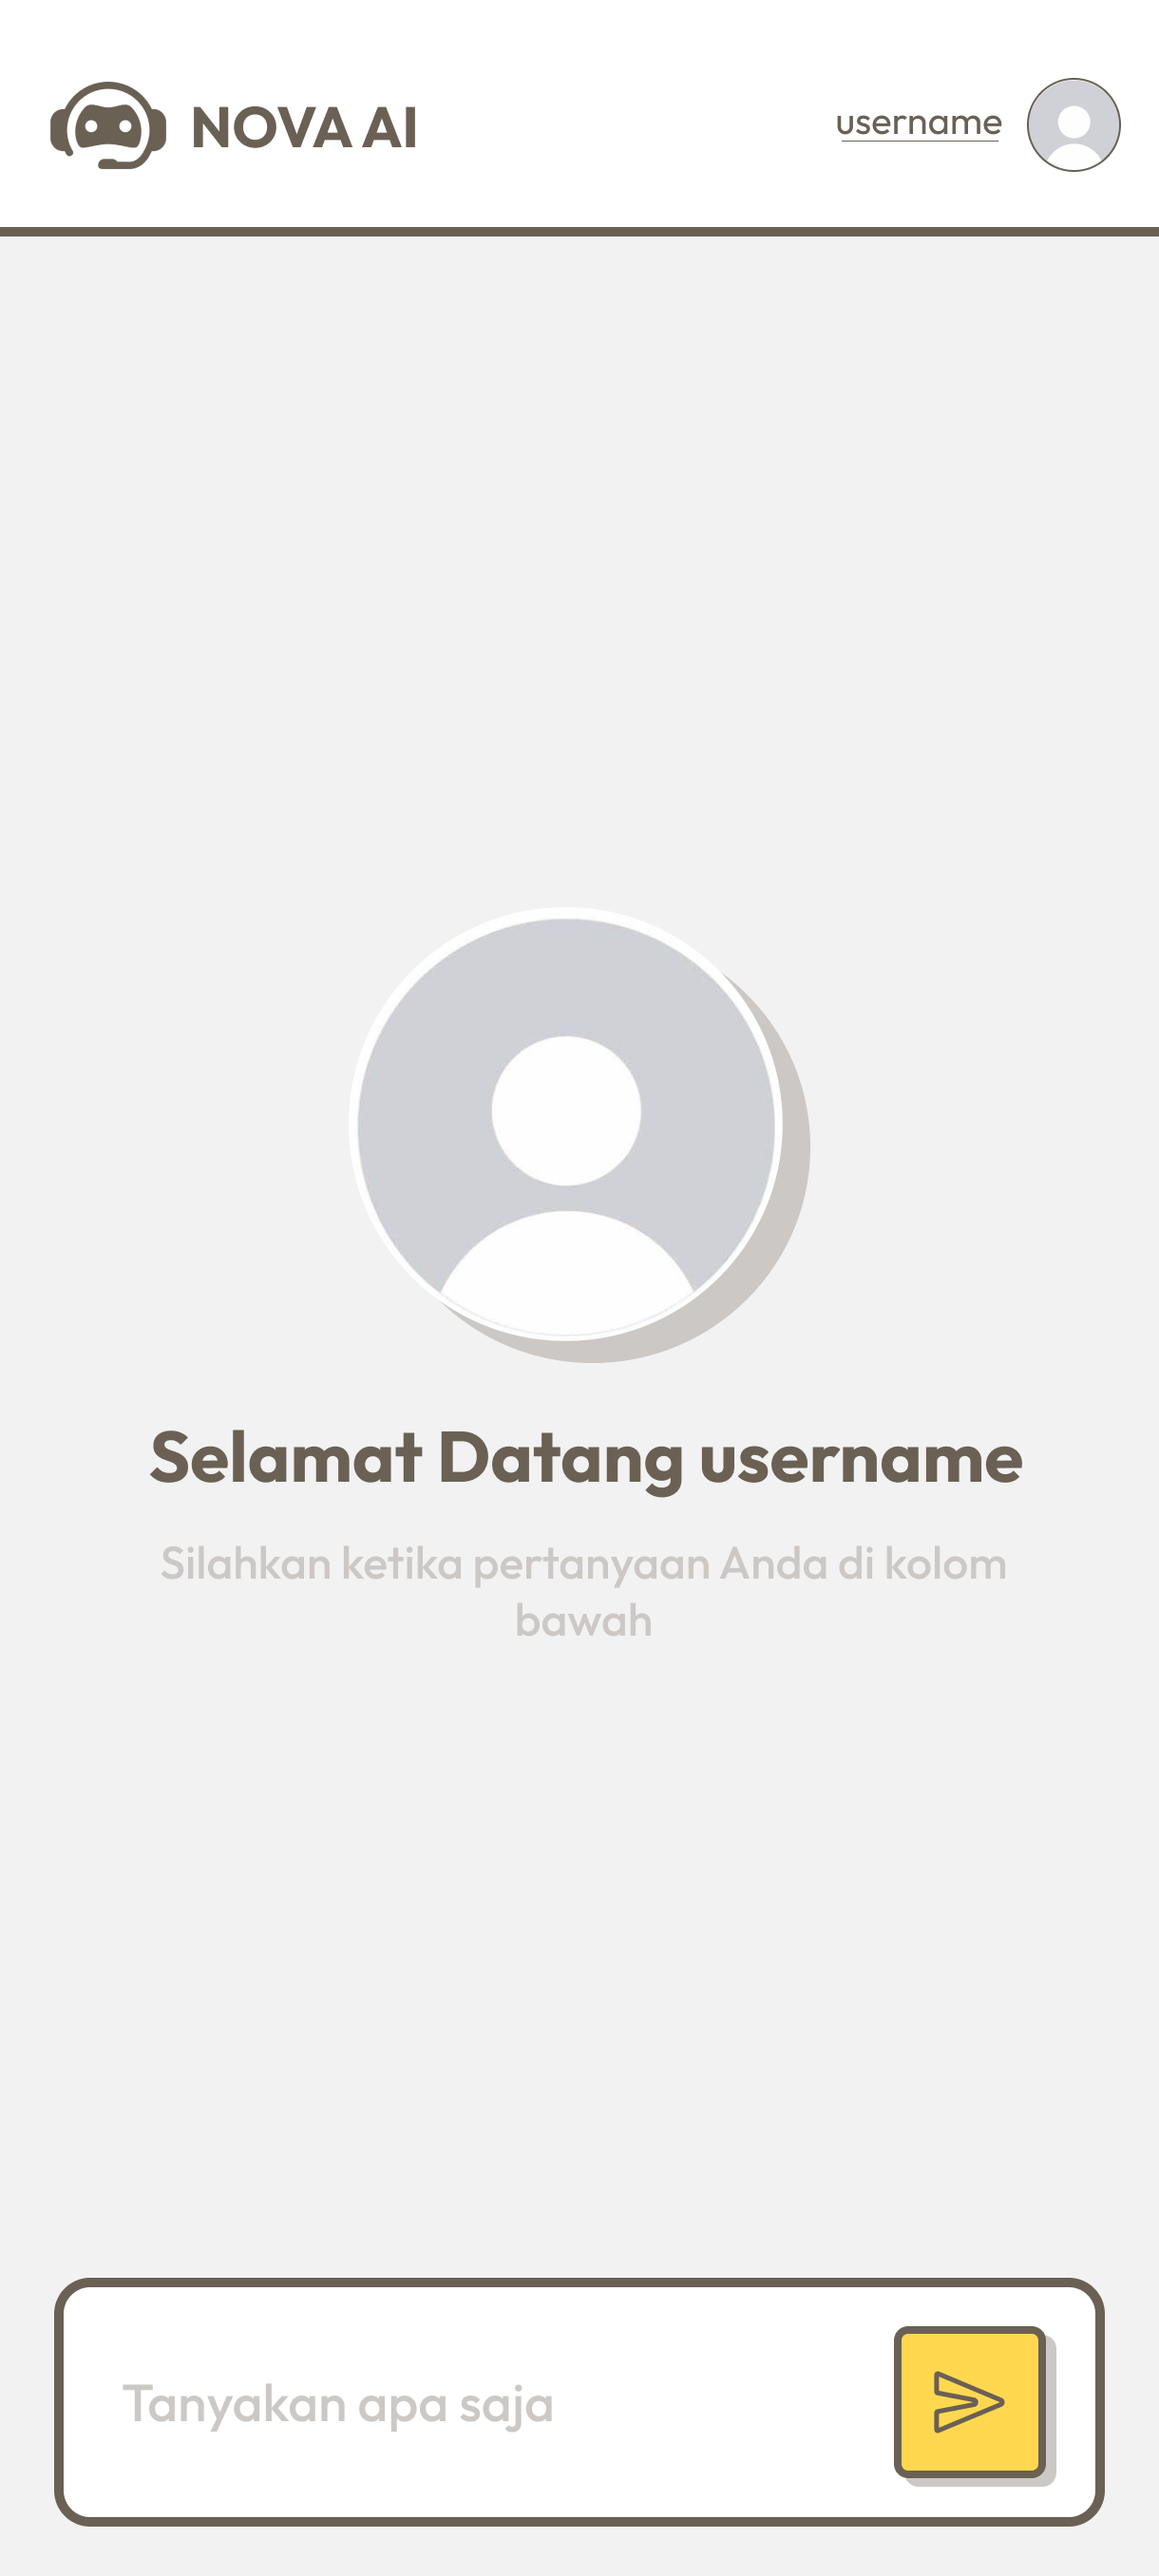 NOVA AI
username
Selamat Datang username
Silahkan ketika pertanyaan Anda di kolom
bawah
Tanyakan apa saja